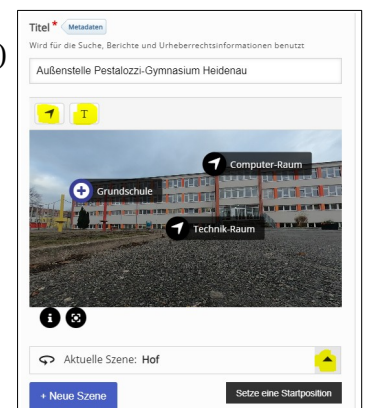 )
Titel * Metadaten
Wird für die Suche, Berichte und Urheberrechtsinformationen benutzt
Außenstelle Pestalozzi-Gymnasium Heidenau
T
Computer-Raum
Grundschule
Technik-Raum
Aktuelle Szene: Hof
+ Neue Szene
Setze eine Startposition